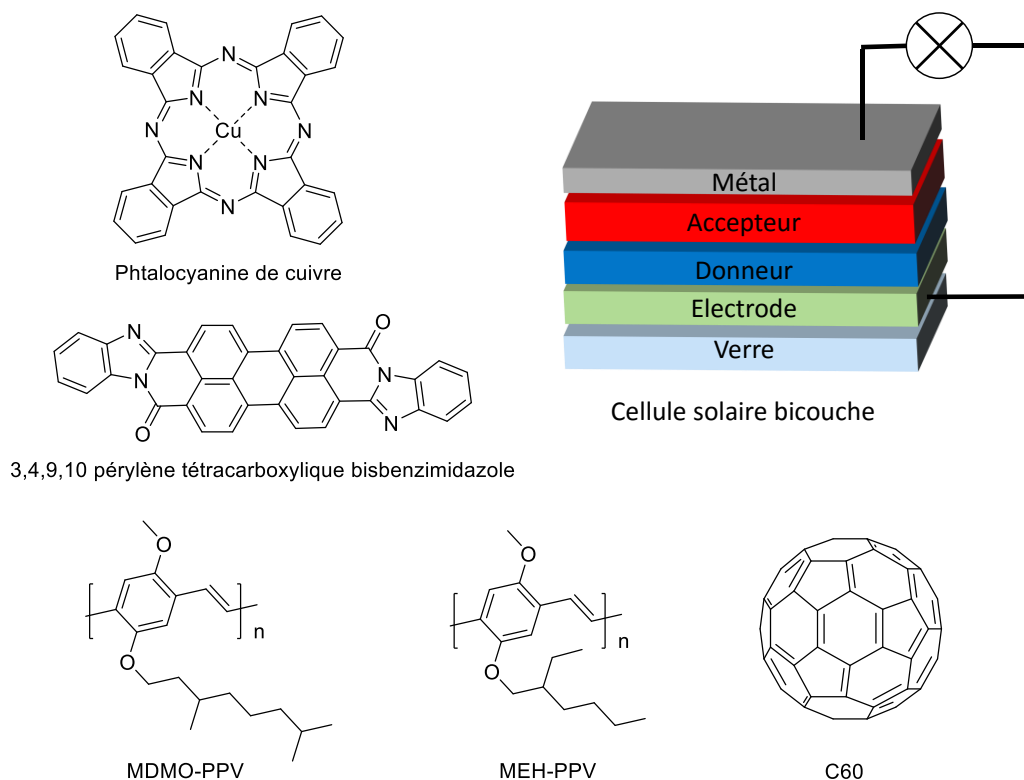 N
N
N
N
N
Cu
N
N
N
Phtalocyanine de cuivre
Métal
Accepteur
Donneur
Electrode
Verre
Cellule solaire bicouche
N
O
N
N
O
N
3,4,9,10 pérylène tétracarboxylique bisbenzimidazole
O
n
O
MDMO-PPV
O
n
O
MEH-PPV
C60